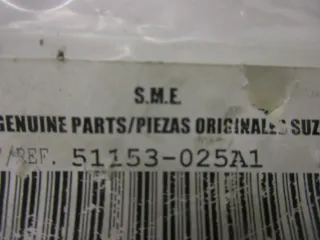 S.M.E.
GENUINE PARTS/PIEZAS ORIGINALES SUZ
/REF. 51153-025A1